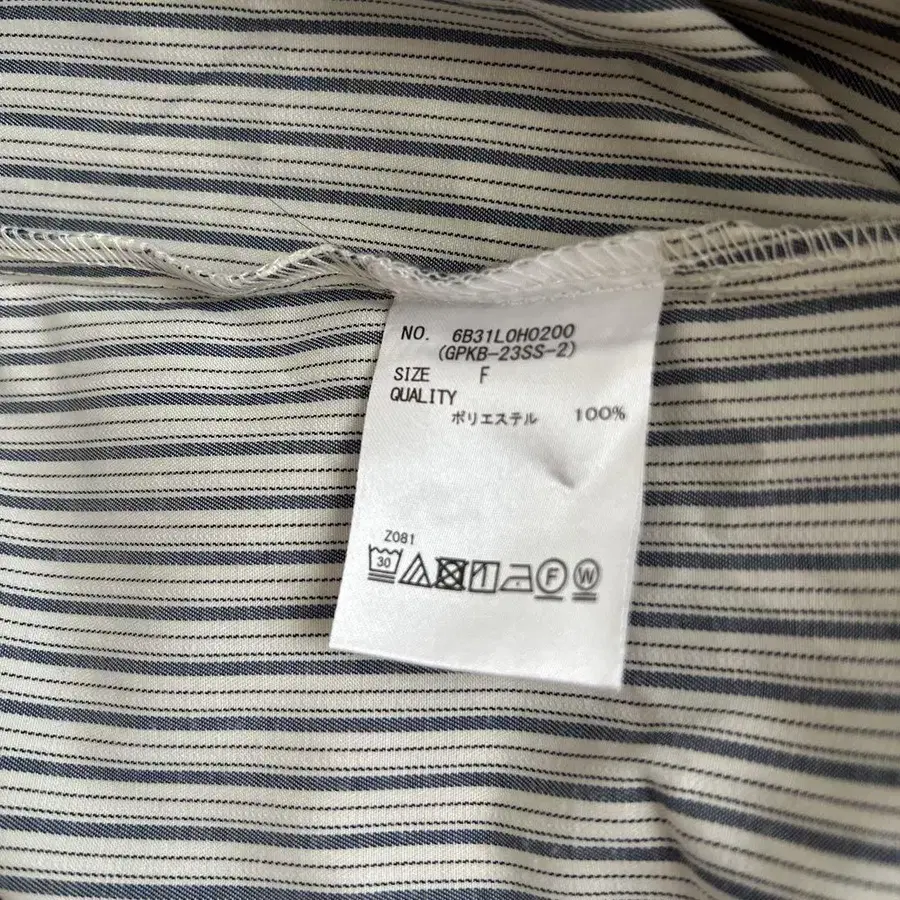 NO. 6B31L0H0200
(GPKB-23SS-2)
SIZE F
QUALITY
ポリエステル 100%
Z081
30 F W